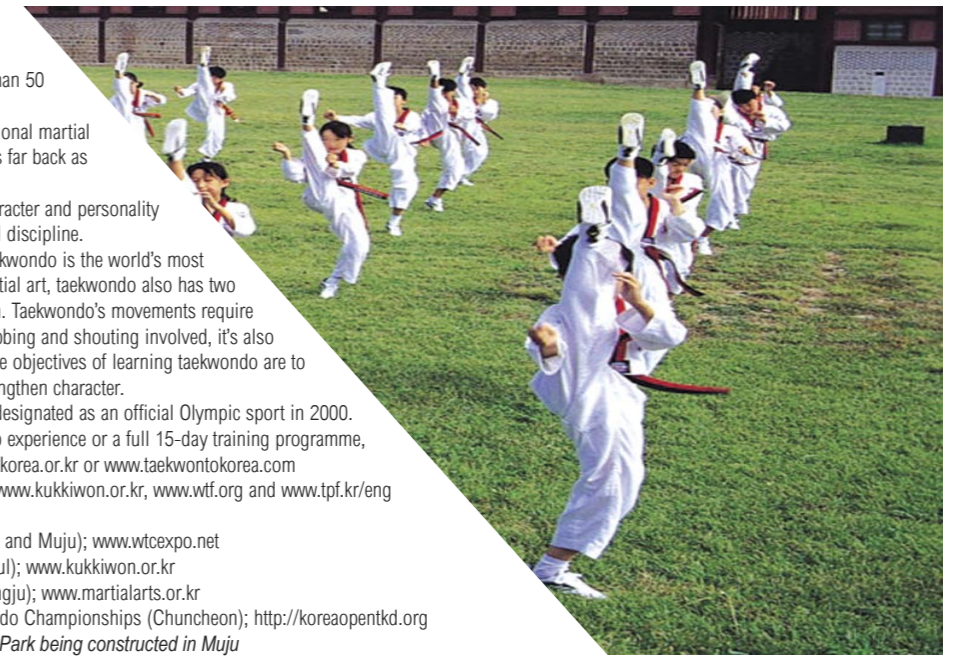 han 50
ional martial
s far back as
racter and personality
l discipline.
kwondo is the world's most
tial art, taekwondo also has two
n. Taekwondo's movements require
bbing and shouting involved, it's also
e objectives of learning taekwondo are to
ngthen character.
designated as an official Olympic sport in 2000.
o experience or a full 15-day training programme,
korea.or.kr or www.taekwontokorea.com
www.kukkiwon.or.kr, www.wtf.org and www.tpf.kr/eng
and Muju); www.wtcexpo.net
ul); www.kukkiwon.or.kr
ngju); www.martialarts.or.kr
do Championships (Chuncheon); http://koreaopentkd.org
Park being constructed in Muju